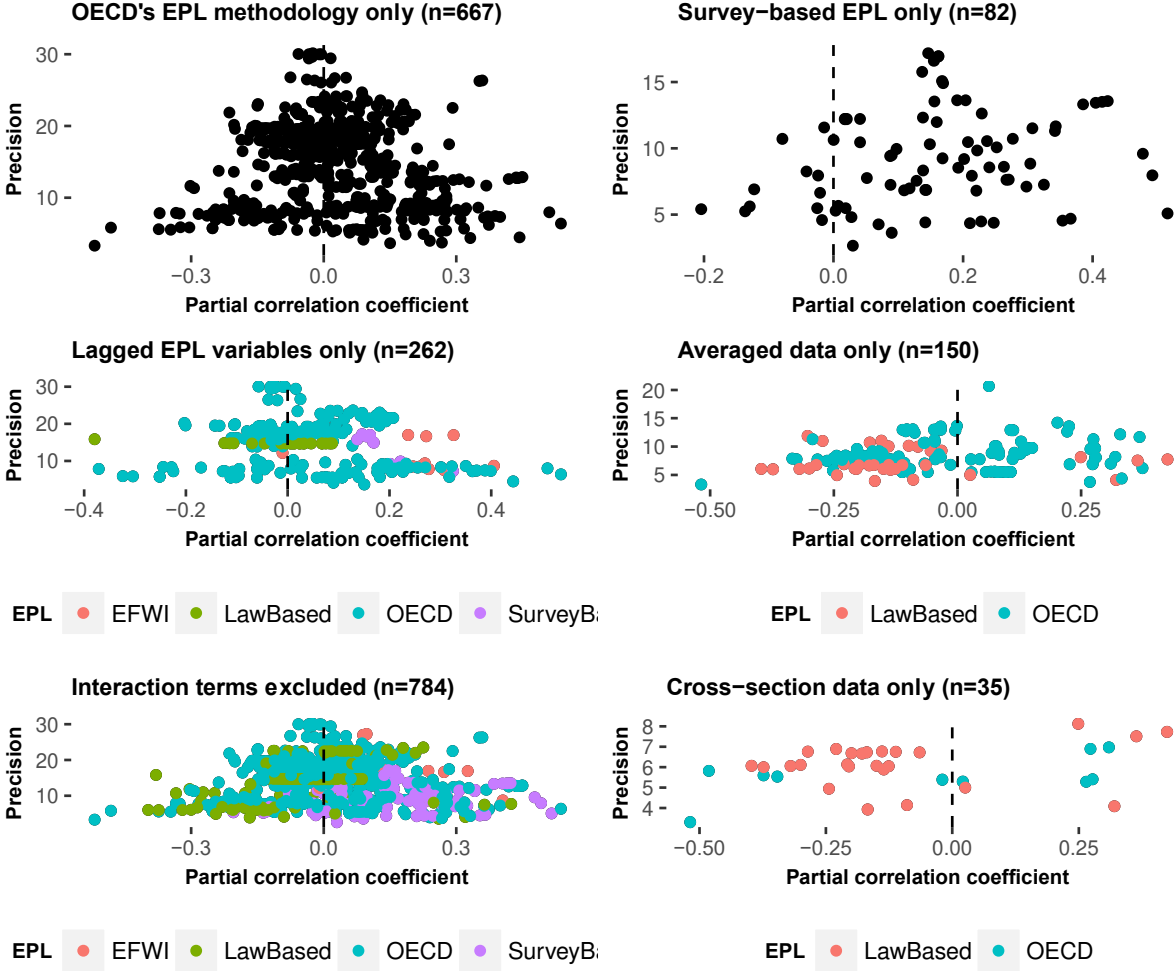 OECD's EPL methodology only (n=667)
Precision
30
20
10
−0.3 0.0 0.3
Partial correlation coefficient
Survey−based EPL only (n=82)
Precision
15
10
5
−0.2 0.0 0.2 0.4
Partial correlation coefficient
Lagged EPL variables only (n=262)
Precision
30
20
10
−0.4 −0.2 0.0 0.2 0.4
Partial correlation coefficient
EPL EFWI LawBased OECD SurveyBa
Averaged data only (n=150)
Precision
20
15
10
5
−0.50 −0.25 0.00 0.25
Partial correlation coefficient
EPL LawBased OECD
Interaction terms excluded (n=784)
Precision
30
20
10
−0.3 0.0 0.3
Partial correlation coefficient
EPL EFWI LawBased OECD SurveyBa
Cross−section data only (n=35)
Precision
8
7
6
5
4
−0.50 −0.25 0.00 0.25
Partial correlation coefficient
EPL LawBased OECD